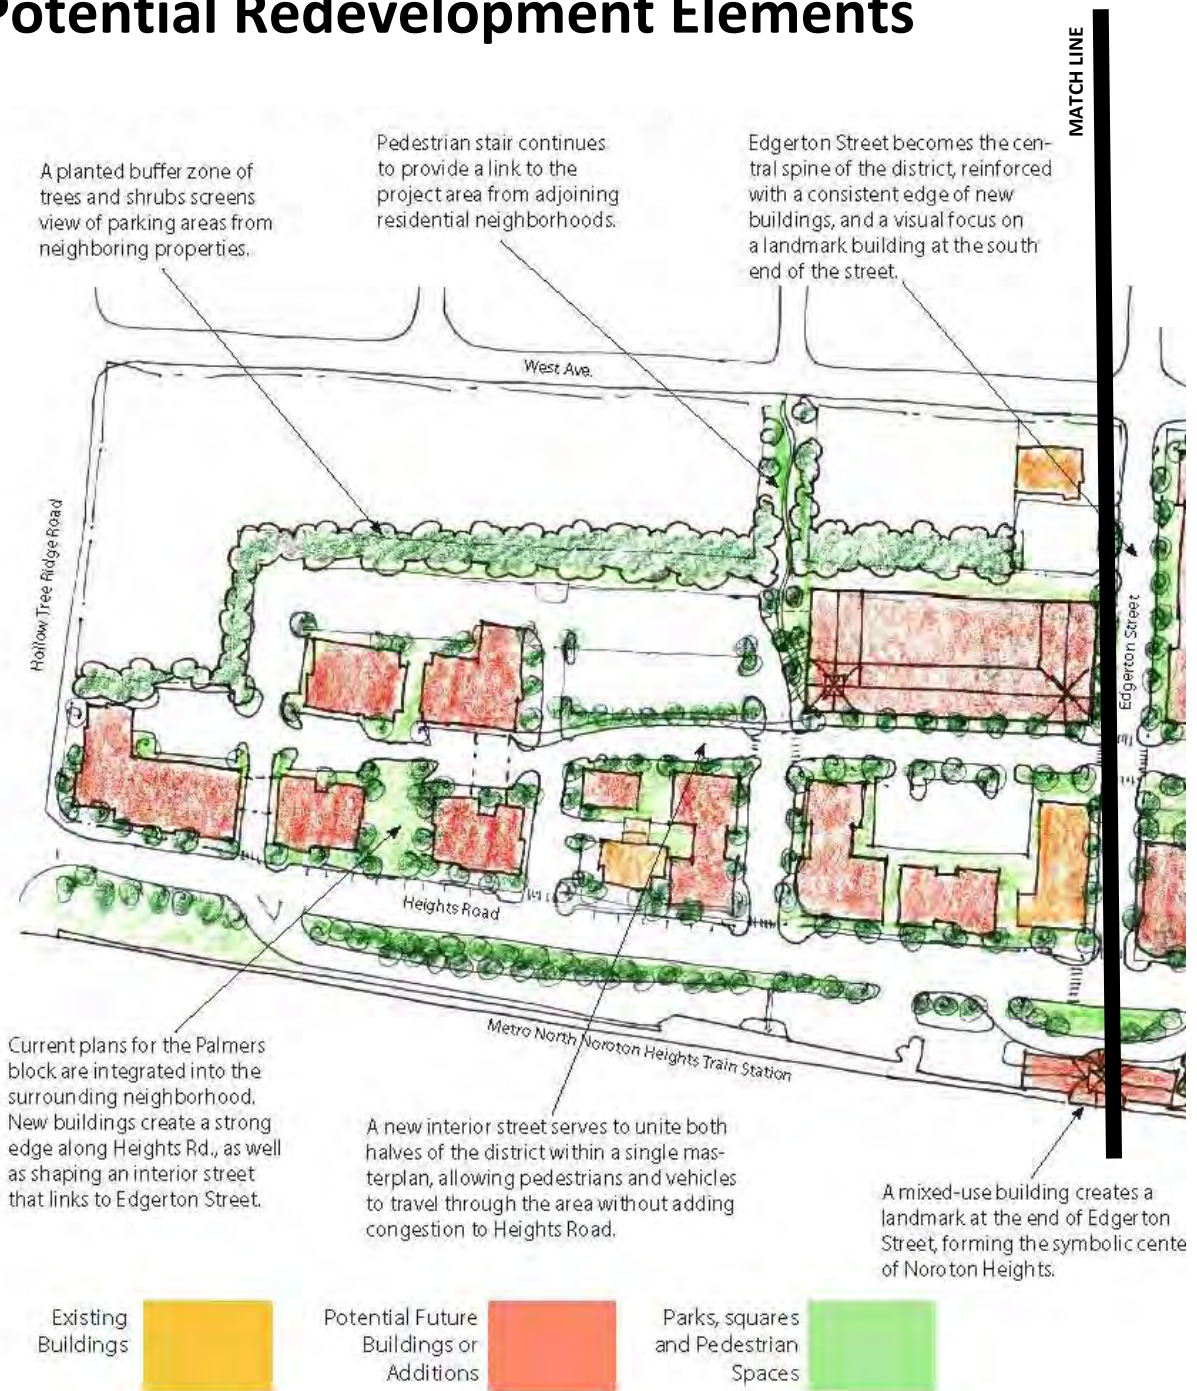 Potential Redevelopment Elements
MATCH LINE
A planted buffer zone of
trees and shrubs screens
view of parking areas from
neighboring properties.
Pedestrian stair continues
to provide a link to the
project area from adjoining
residential neighborhoods.
Edgerton Street becomes the cen-
tral spine of the district, reinforced
with a consistent edge of new
buildings, and a visual focus on
a landmark building at the south
end of the street.
West Ave.
Hollow Tree Ridge Road
Edgerton Street
Heights Road
Metro North Noroton Heights Train Station
Current plans for the Palmers
block are integrated into the
surrounding neighborhood.
New buildings create a strong
edge along Heights Rd., as well
as shaping an interior street
that links to Edgerton Street.
A new interior street serves to unite both
halves of the district within a single mas-
terplan, allowing pedestrians and vehicles
to travel through the area without adding
congestion to Heights Road.
A mixed-use building creates a
landmark at the end of Edgerton
Street, forming the symbolic cente
of Noroton Heights.
Existing
Buildings
Potential Future
Buildings or
Additions
Parks, squares
and Pedestrian
Spaces